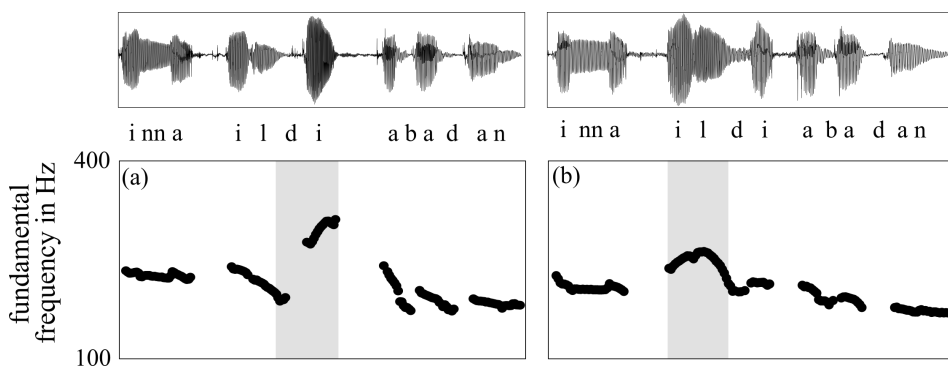 i nn a i l d i a b a d a n
i nn a i l d i a b a d a n
fundamental
frequency in Hz
400
100
(a)
(b)